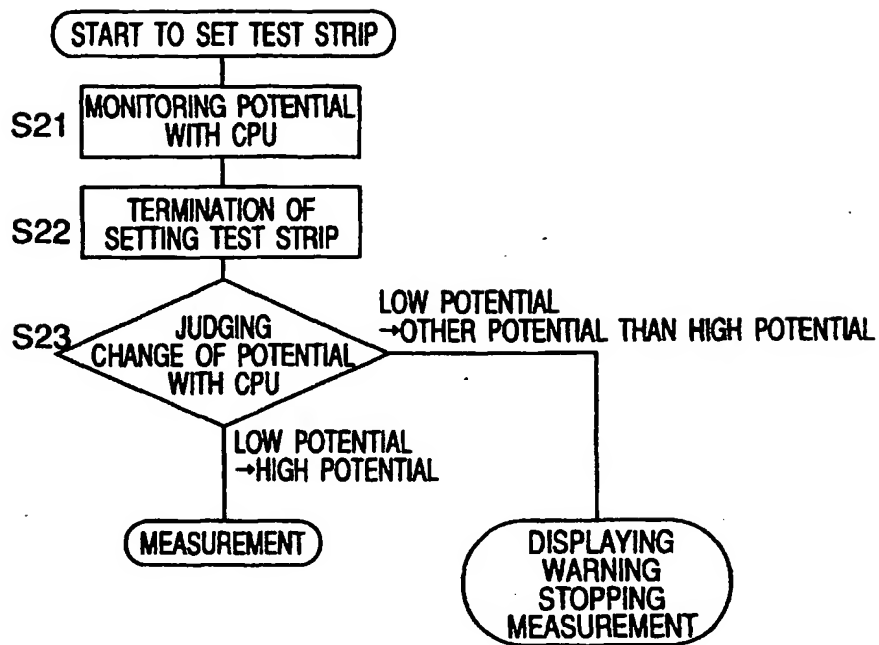 START TO SET TEST STRIP
S21
MONITORING POTENTIAL
WITH CPU
S22
TERMINATION OF
SETTING TEST STRIP
S23
JUDGING
CHANGE OF POTENTIAL
WITH CPU
LOW POTENTIAL
→OTHER POTENTIAL THAN HIGH POTENTIAL
LOW POTENTIAL
→HIGH POTENTIAL
MEASUREMENT
DISPLAYING
WARNING
STOPPING
MEASUREMENT